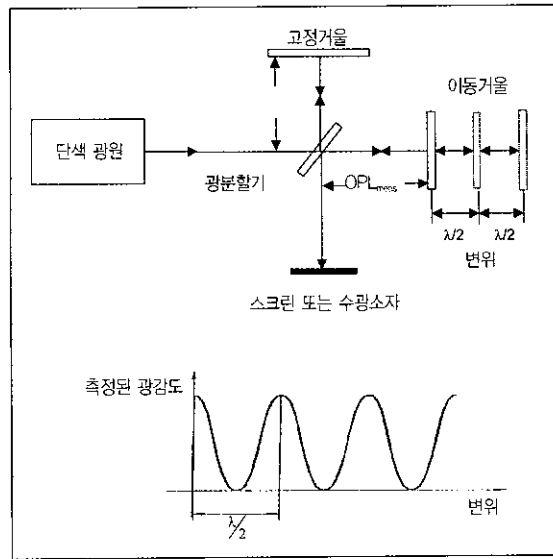 고정거울
이동거울
단색 광원
광분할기
OPLmeas
λ/2 λ/2
변위
스크린 또는 수광소자
측정된 광감도
변위
λ/2